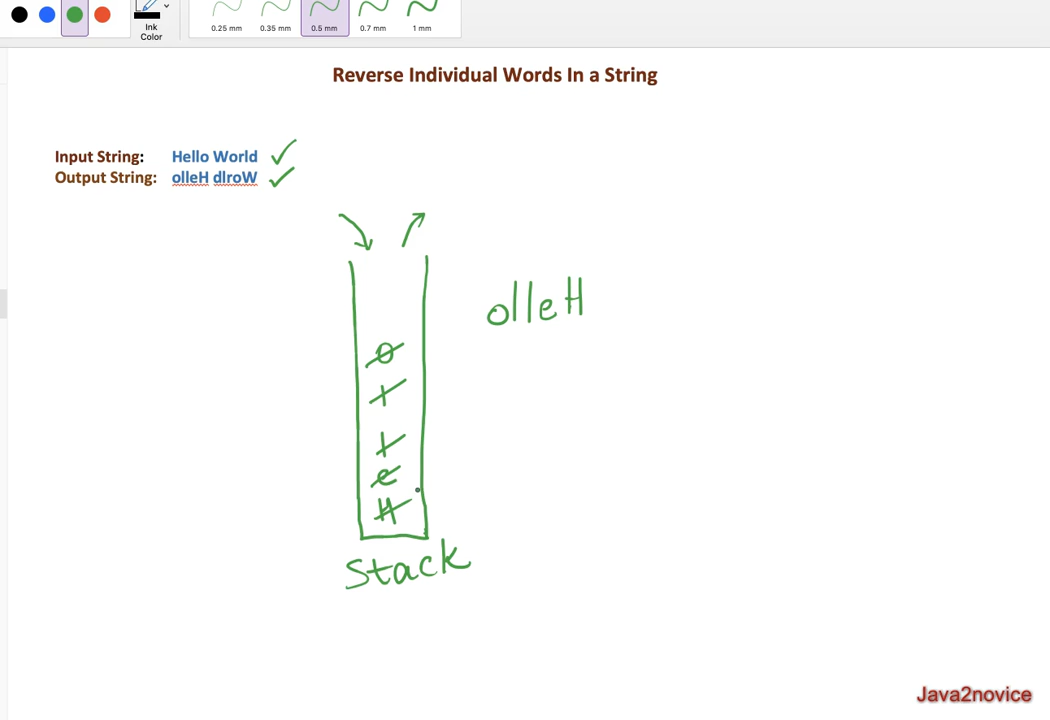 Ink
Color
0.25 mm
0.35 mm
0.5 mm
0.7 mm
1 mm
Reverse Individual Words In a String
Input String: Hello World
Output String: olleH dlroW
olleH
o
l
l
e
H
Stack
Java2novice